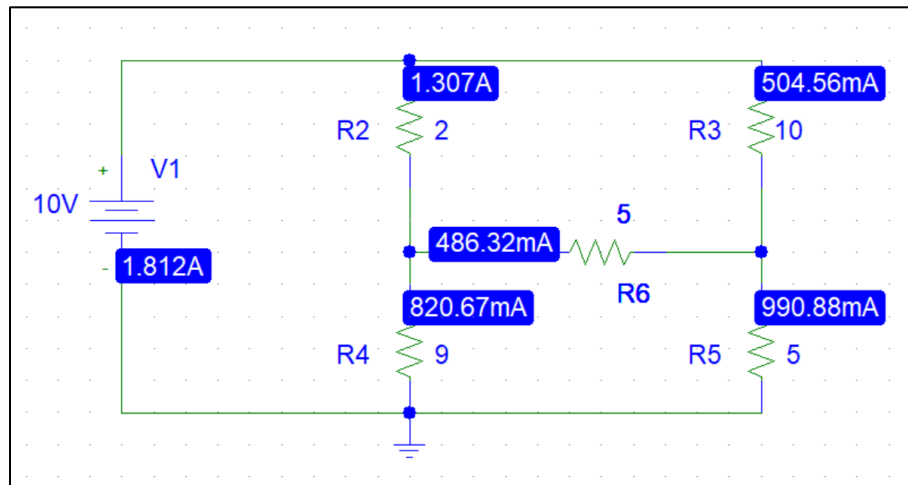 1.307A
504.56mA
R2 2
R3 10
+ V1
10V
5
486.32mA
- 1.812A
R6
820.67mA
990.88mA
R4 9
R5 5